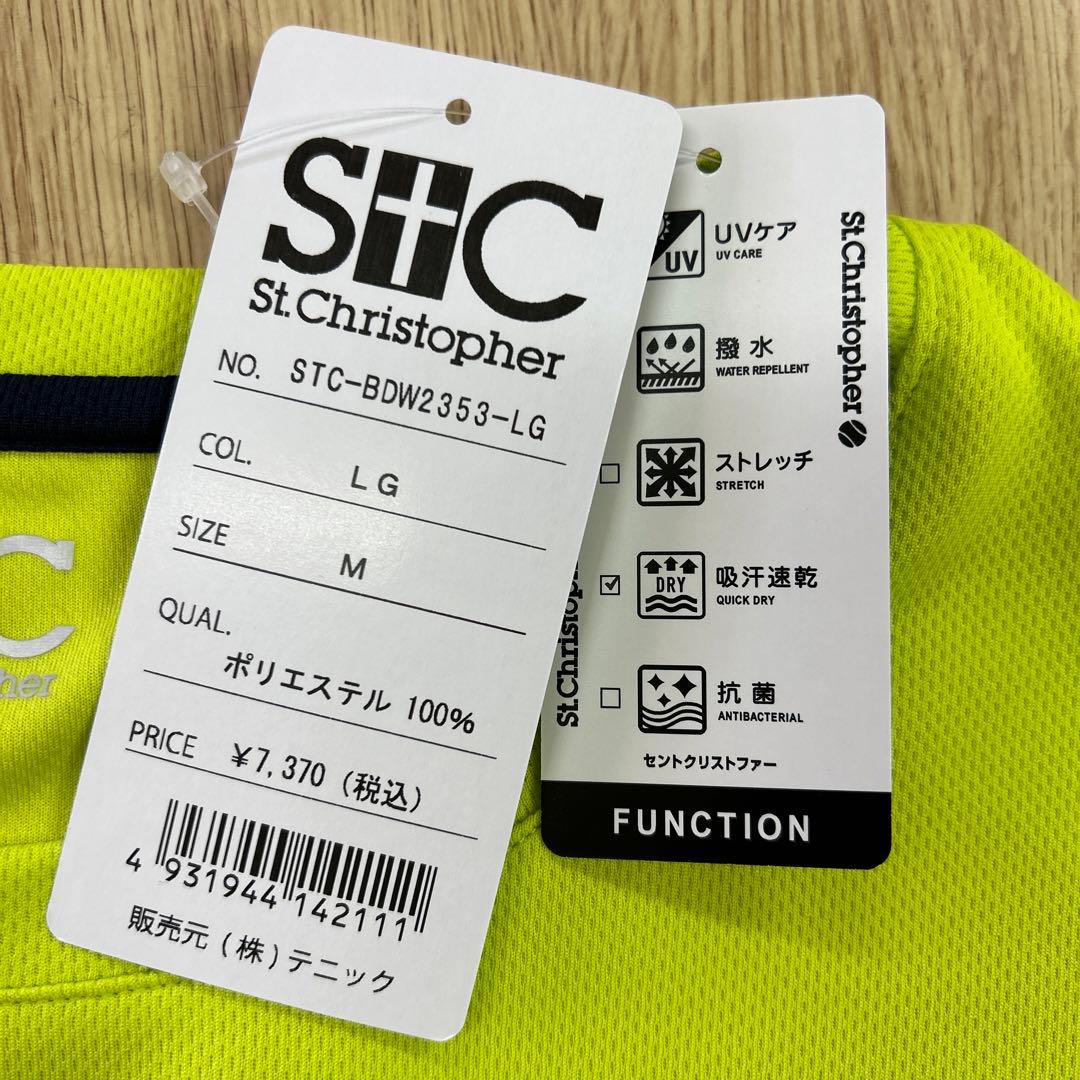 STC
St.Christopher
NO. STC-BDW2353-LG
COL. LG
SIZE M
QUAL. ポリエステル 100%
PRICE ¥7,370 (税込)
4 931944 142111
販売元 (株)テニック
UV
UVケア
UV CARE
撥水
WATER REPELLENT
ストレッチ
STRETCH
DRY
吸汗速乾
QUICK DRY
抗菌
ANTIBACTERIAL
セントクリストファー
FUNCTION
St.Christopher
St.Christop
C
pher